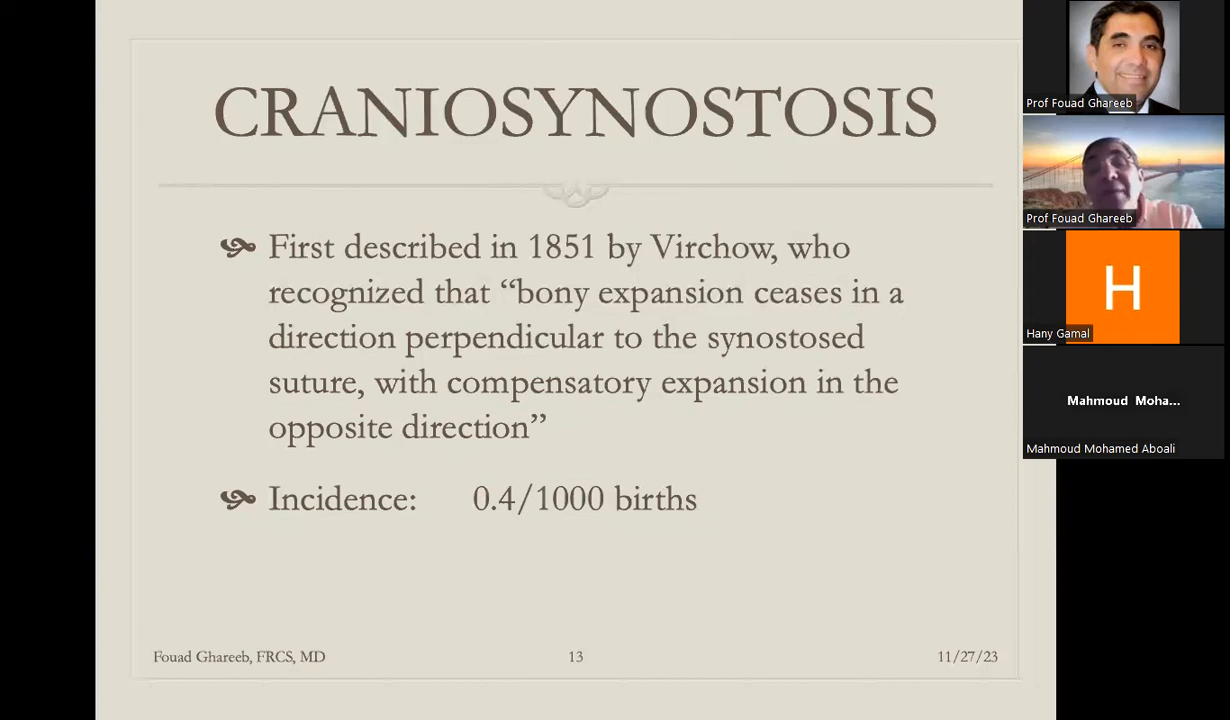 CRANIOSYNOSTOSIS
First described in 1851 by Virchow, who
recognized that “bony expansion ceases in a
direction perpendicular to the synostosed
suture, with compensatory expansion in the
opposite direction”
Incidence: 0.4/1000 births
Fouad Ghareeb, FRCS, MD
13
11/27/23
Prof Fouad Ghareeb
Prof Fouad Ghareeb
H
Hany Gamal
Mahmoud Moha...
Mahmoud Mohamed Aboali